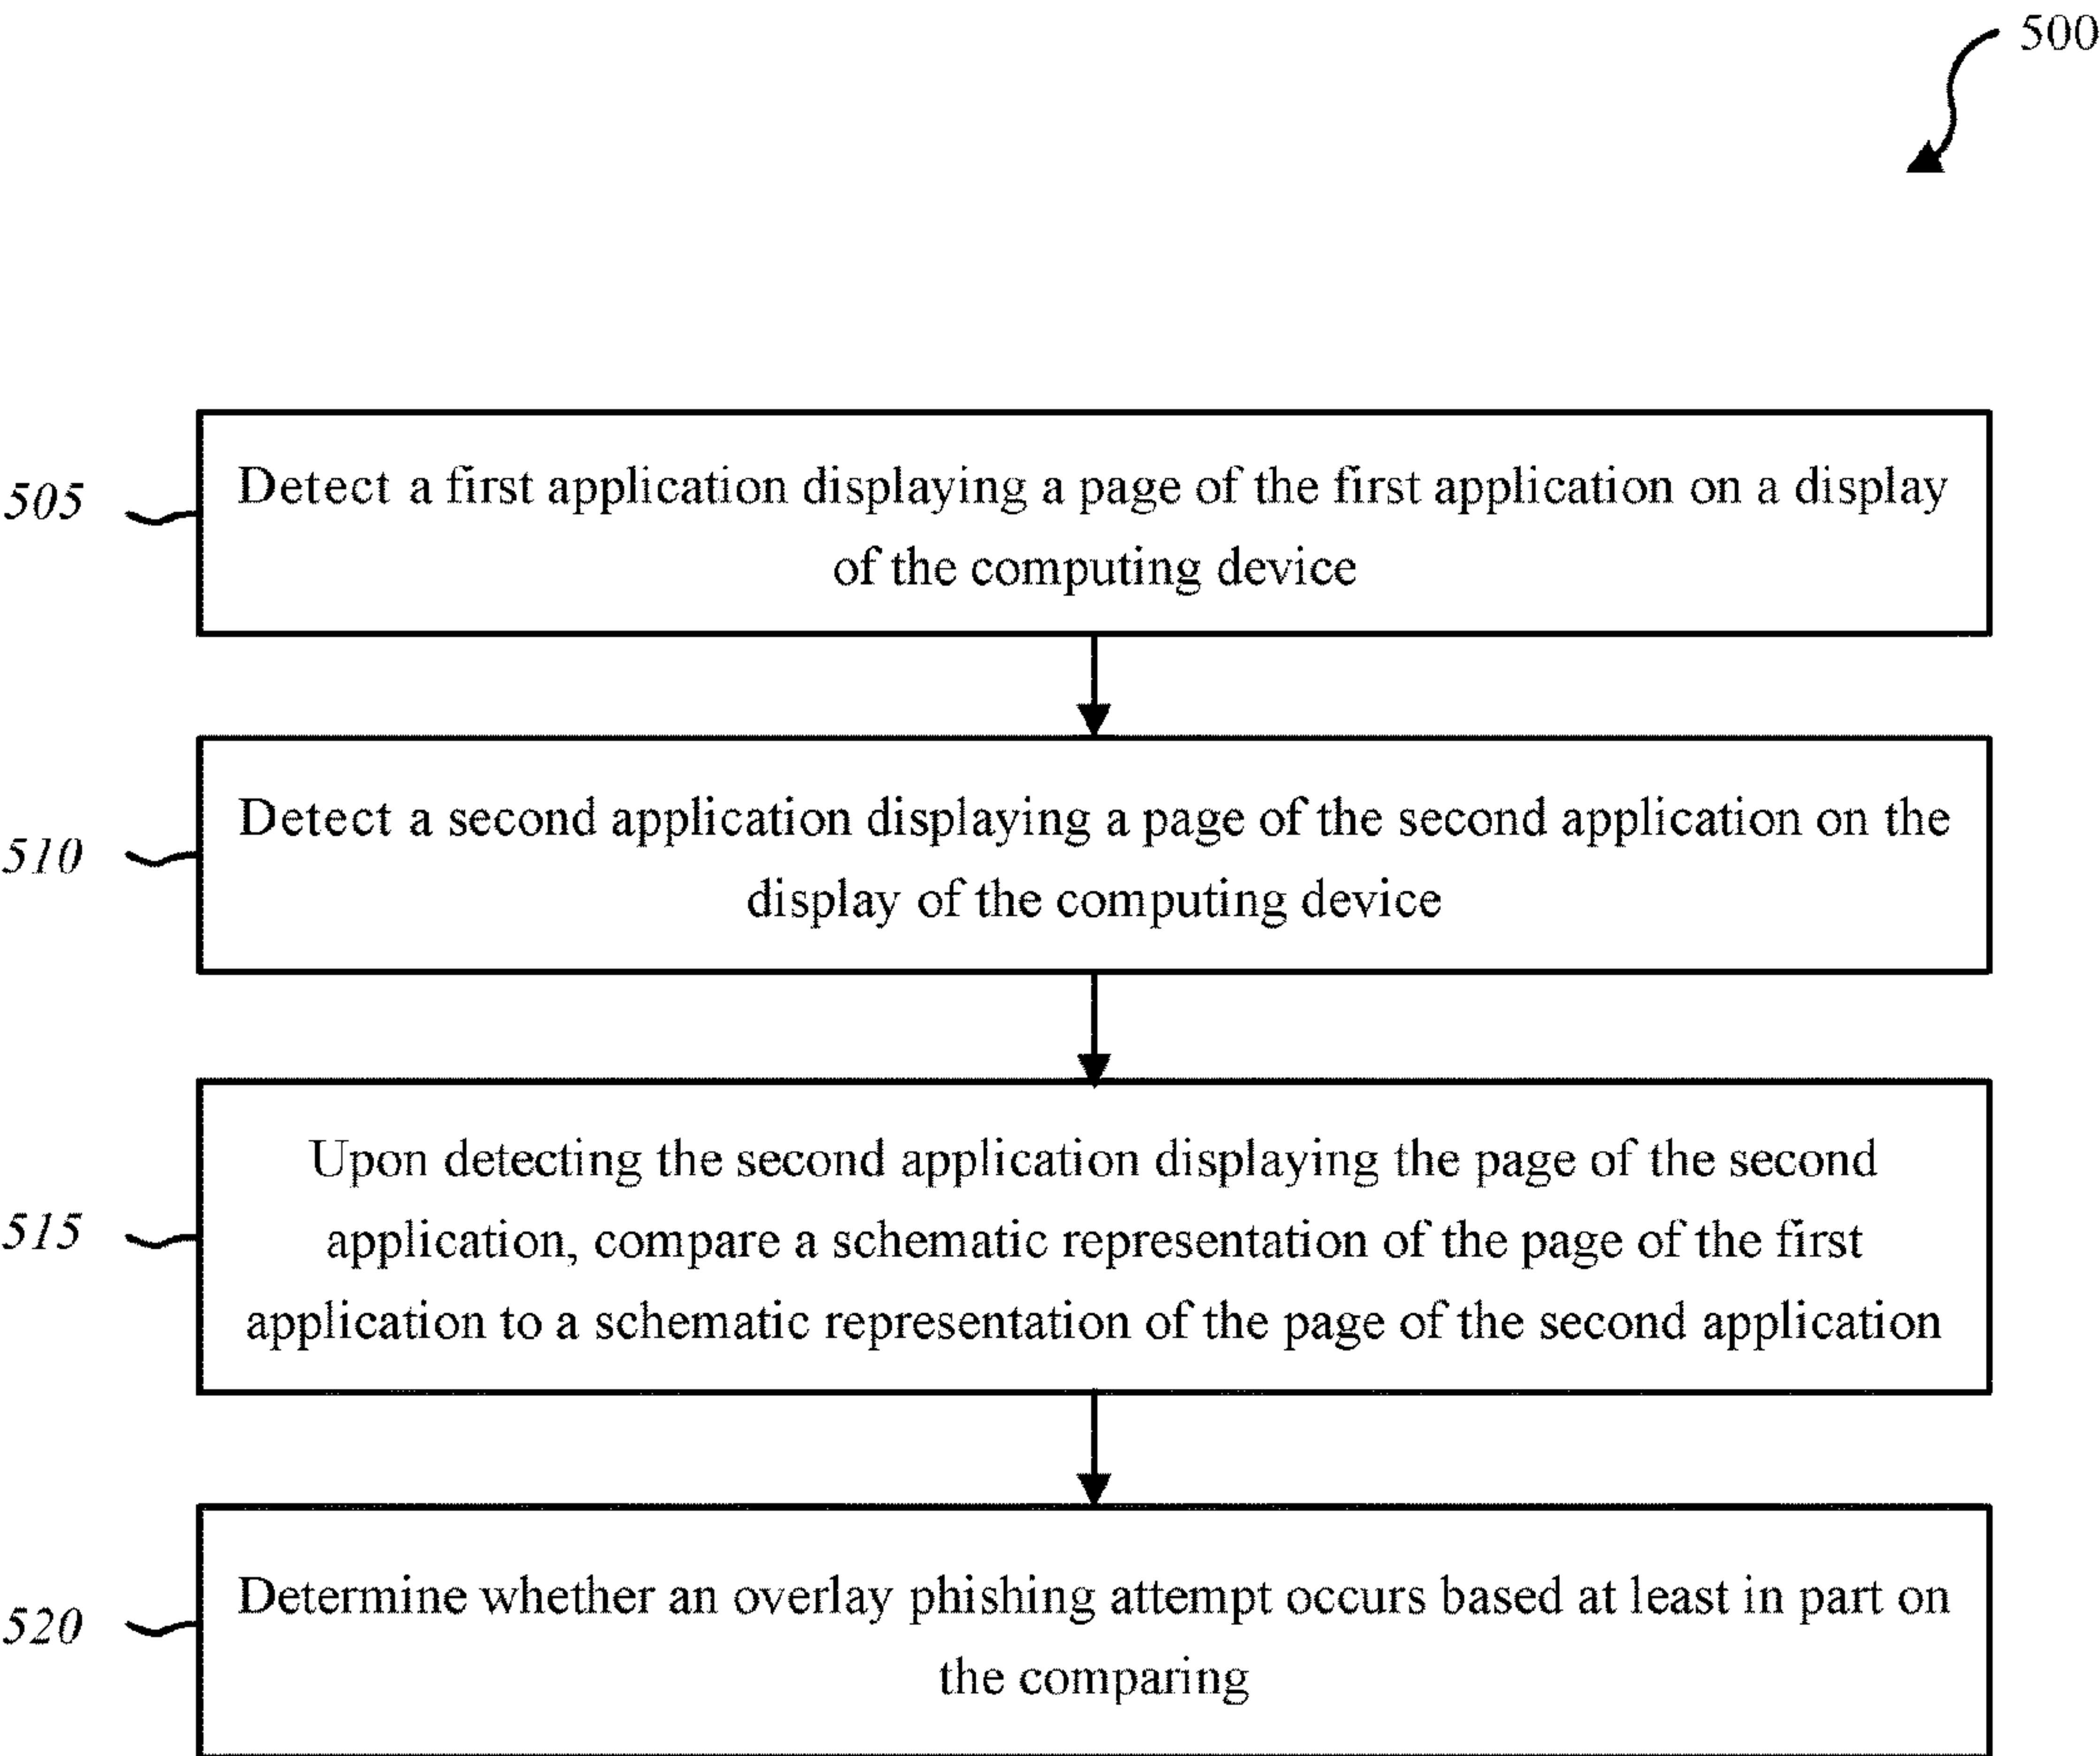 500
505
Detect a first application displaying a page of the first application on a display
of the computing device
510
Detect a second application displaying a page of the second application on the
display of the computing device
515
Upon detecting the second application displaying the page of the second
application, compare a schematic representation of the page of the first
application to a schematic representation of the page of the second application
520
Determine whether an overlay phishing attempt occurs based at least in part on
the comparing